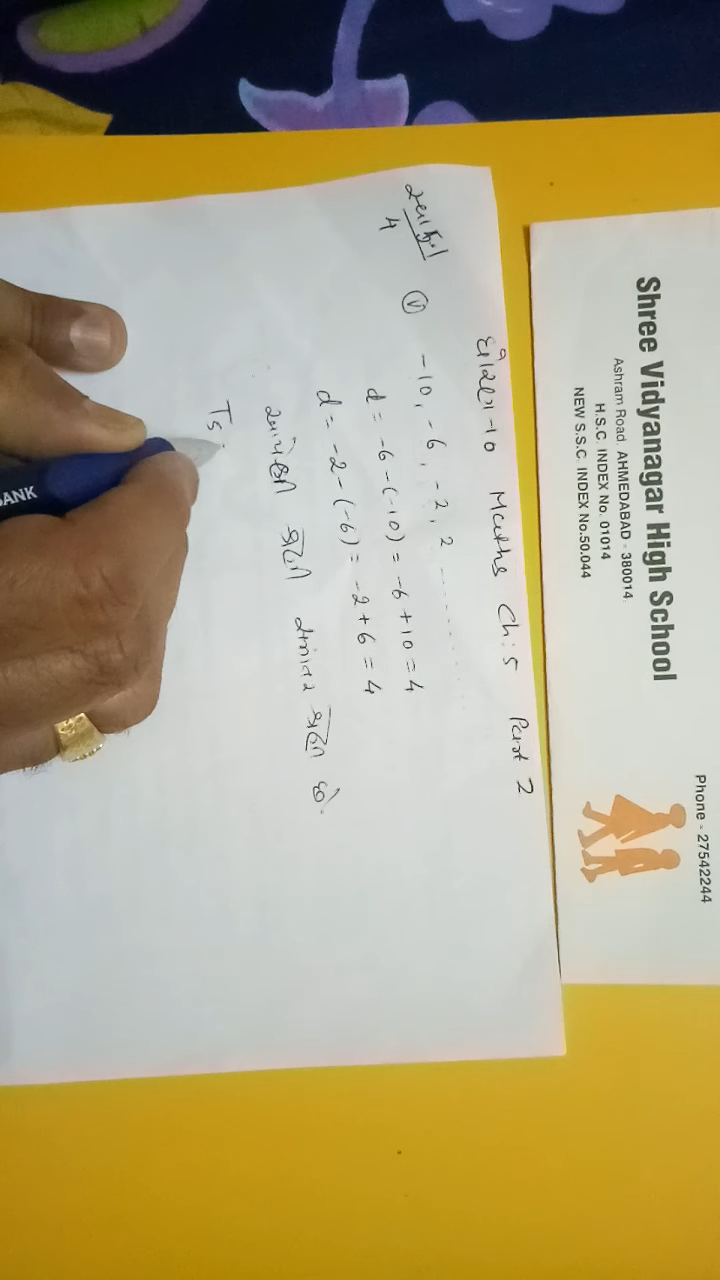 Phone - 27542244
Shree Vidyanagar High School
Ashram Road, AHMEDABAD - 380014.
H.S.C. INDEX No. 01014
NEW S.S.C. INDEX No.50.044
ધોરણ-10 Maths Ch:5 Part 2
4 (v) -10, -6, -2, 2 ..........
d = -6-(-10) = -6+10 = 4
d = -2-(-6) = -2+6 = 4
આપેલ શ્રેણી સમાંતર શ્રેણી છે.
T5
BANK